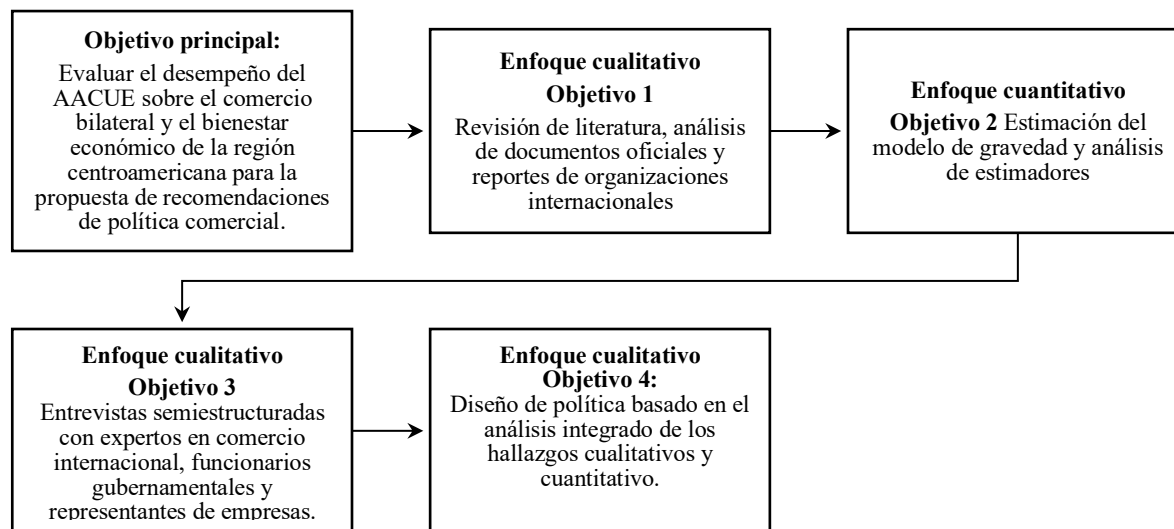 Objetivo principal:
Evaluar el desempeño del
AACUE sobre el comercio
bilateral y el bienestar
económico de la región
centroamericana para la
propuesta de recomendaciones
de política comercial.
Enfoque cualitativo
Objetivo 1
Revisión de literatura, análisis
de documentos oficiales y
reportes de organizaciones
internacionales
Enfoque cuantitativo
Objetivo 2 Estimación del
modelo de gravedad y análisis
de estimadores
Enfoque cualitativo
Objetivo 3
Entrevistas semiestructuradas
con expertos en comercio
internacional, funcionarios
gubernamentales y
representantes de empresas.
Enfoque cualitativo
Objetivo 4:
Diseño de política basado en el
análisis integrado de los
hallazgos cualitativos y
cuantitativo.